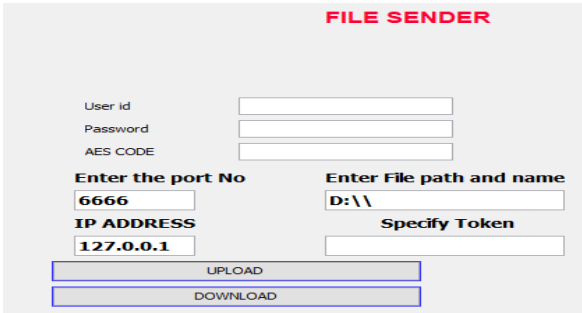 FILE SENDER
User id
Password
AES CODE
Enter the port No Enter File path and name
6666 D:\\
IP ADDRESS Specify Token
127.0.0.1
UPLOAD
DOWNLOAD